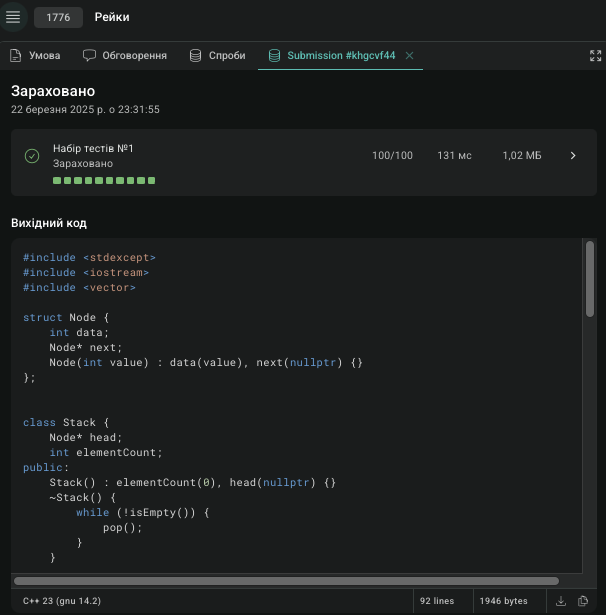 1776 Рейки
Умова Обговорення Спроби Submission #khgcvf44
Зараховано
22 березня 2025 р. о 23:31:55
Набір тестів №1
Зараховано
100/100 131 мс 1,02 МБ
Вихідний код
#include <stdexcept>
#include <iostream>
#include <vector>
struct Node {
    int data;
    Node* next;
    Node(int value) : data(value), next(nullptr) {}
};
class Stack {
    Node* head;
    int elementCount;
public:
    Stack() : elementCount(0), head(nullptr) {}
    ~Stack() {
        while (!isEmpty()) {
            pop();
        }
    }
C++ 23 (gnu 14.2) 92 lines 1946 bytes